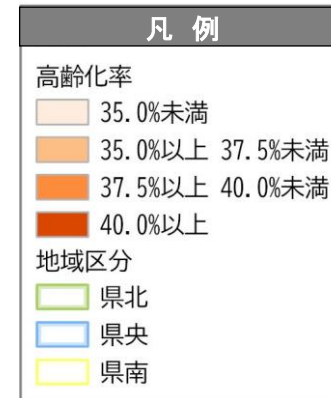 凡 例
高齢化率
35.0%未満
35.0%以上 37.5%未満
37.5%以上 40.0%未満
40.0%以上
地域区分
県北
県央
県南